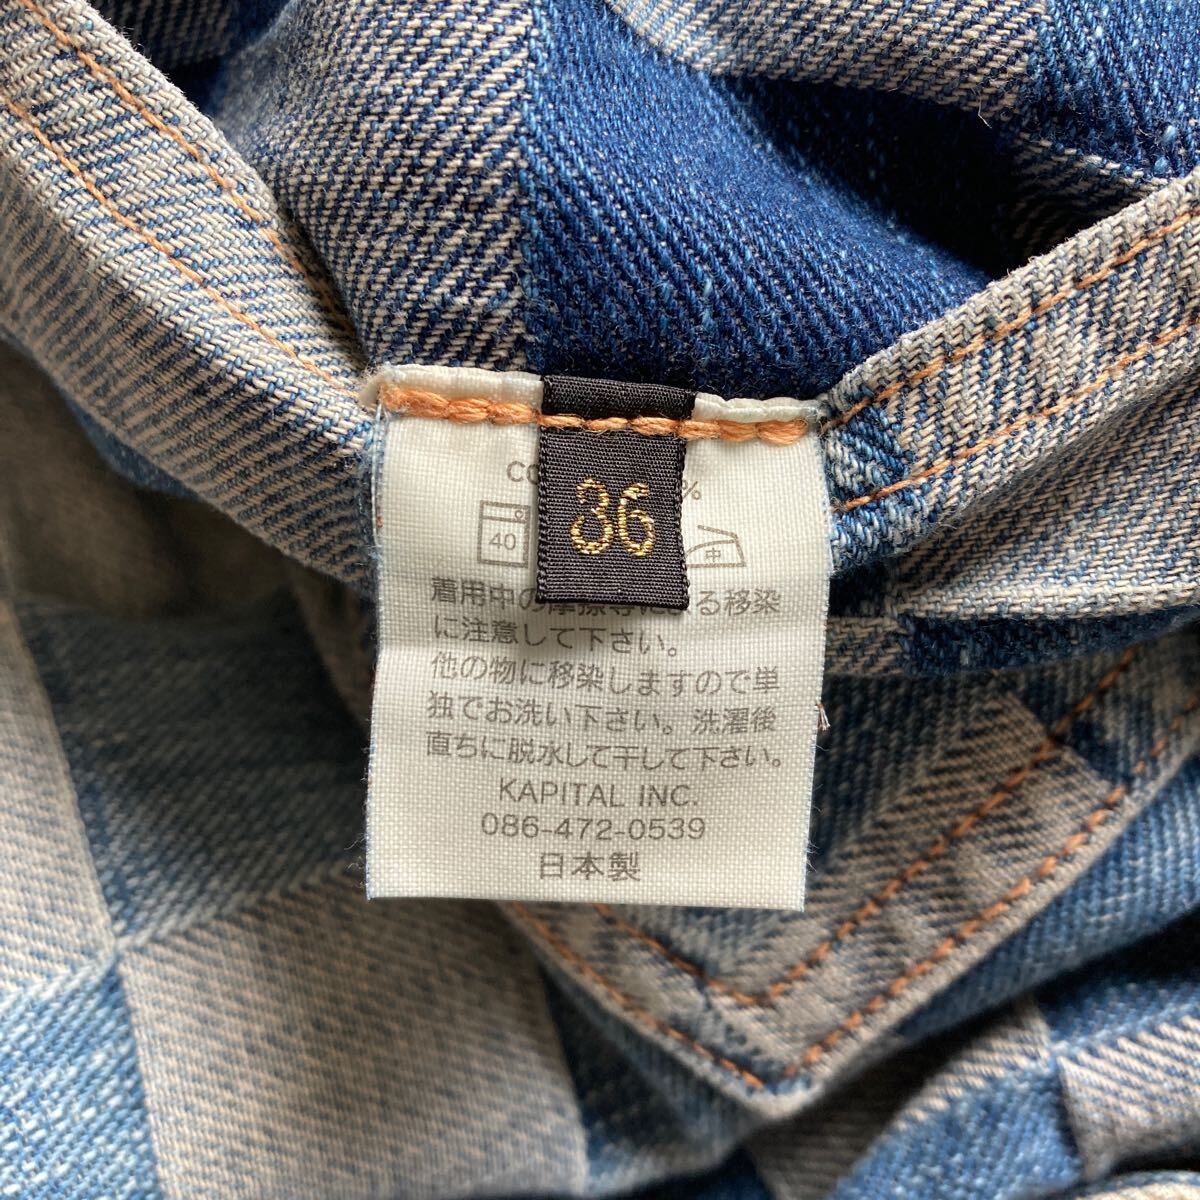 36
40
中
着用中の摩擦等による移染
に注意して下さい。
他の物に移染しますので単
独でお洗い下さい。洗濯後
直ちに脱水して干して下さい。
KAPITAL INC.
086-472-0539
日本製